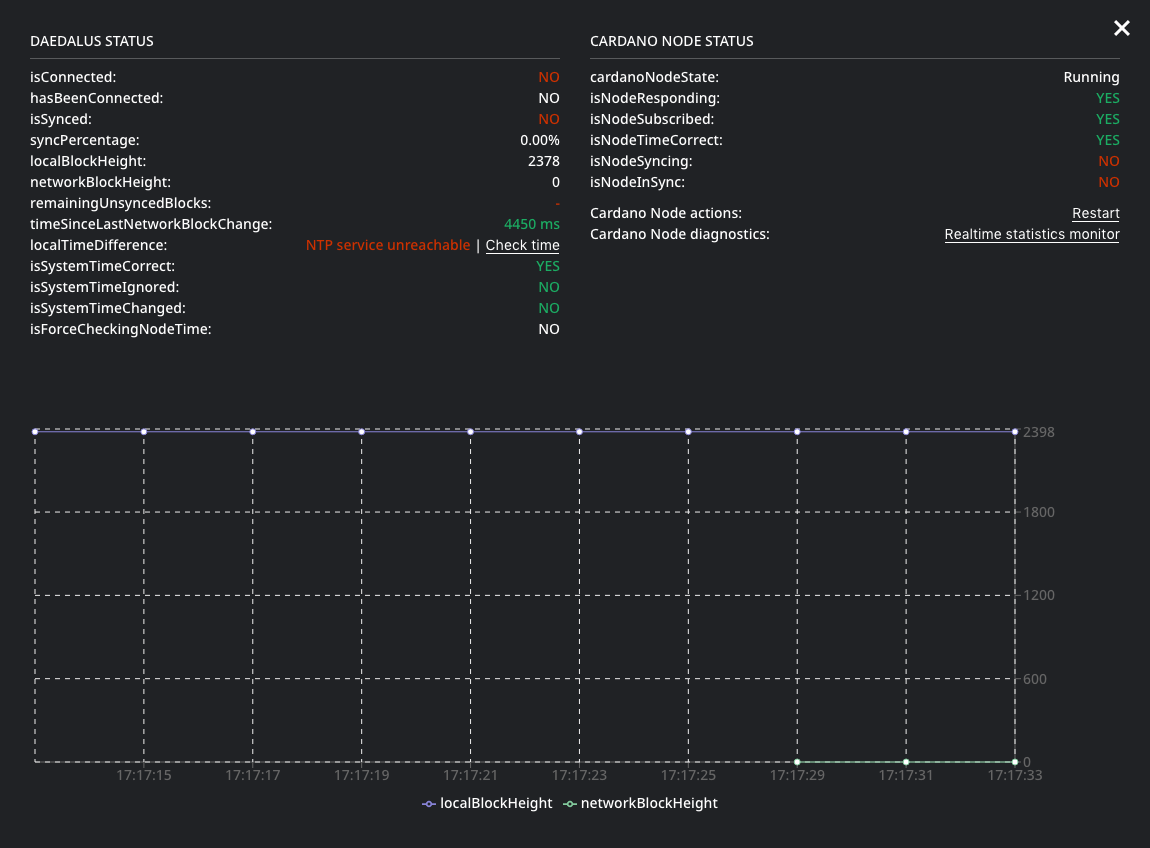 DAEDALUS STATUS
isConnected: NO
hasBeenConnected: NO
isSynced: NO
syncPercentage: 0.00%
localBlockHeight: 2378
networkBlockHeight: 0
remainingUnsyncedBlocks: -
timeSinceLastNetworkBlockChange: 4450 ms
localTimeDifference: NTP service unreachable | Check time
isSystemTimeCorrect: YES
isSystemTimeIgnored: NO
isSystemTimeChanged: NO
isForceCheckingNodeTime: NO
CARDANO NODE STATUS
cardanoNodeState: Running
isNodeResponding: YES
isNodeSubscribed: YES
isNodeTimeCorrect: YES
isNodeSyncing: NO
isNodeInSync: NO
Cardano Node actions: Restart
Cardano Node diagnostics: Realtime statistics monitor
2398
1800
1200
600
0
17:17:15 17:17:17 17:17:19 17:17:21 17:17:23 17:17:25 17:17:29 17:17:31 17:17:33
localBlockHeight networkBlockHeight